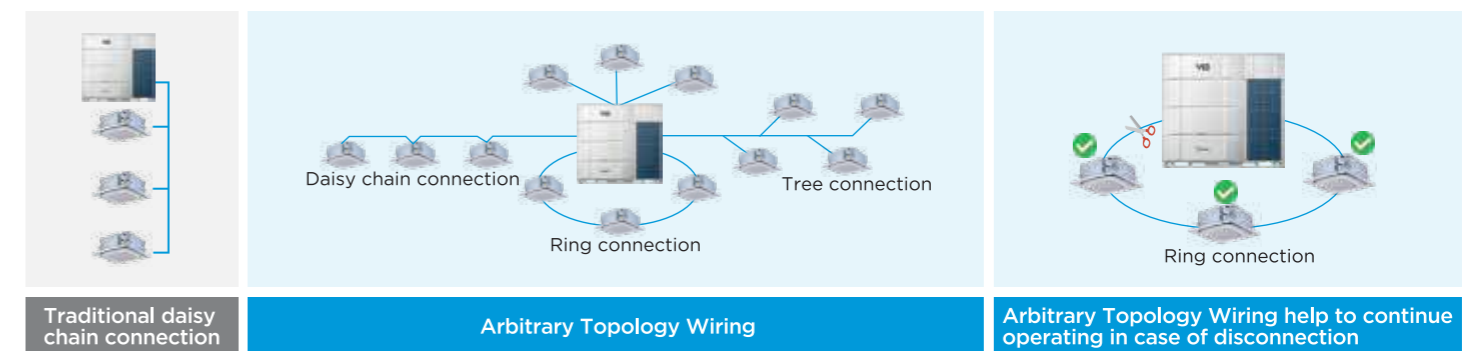 Daisy chain connection
Tree connection
Ring connection
Ring connection
Traditional daisy
chain connection
Arbitrary Topology Wiring
Arbitrary Topology Wiring help to continue
operating in case of disconnection